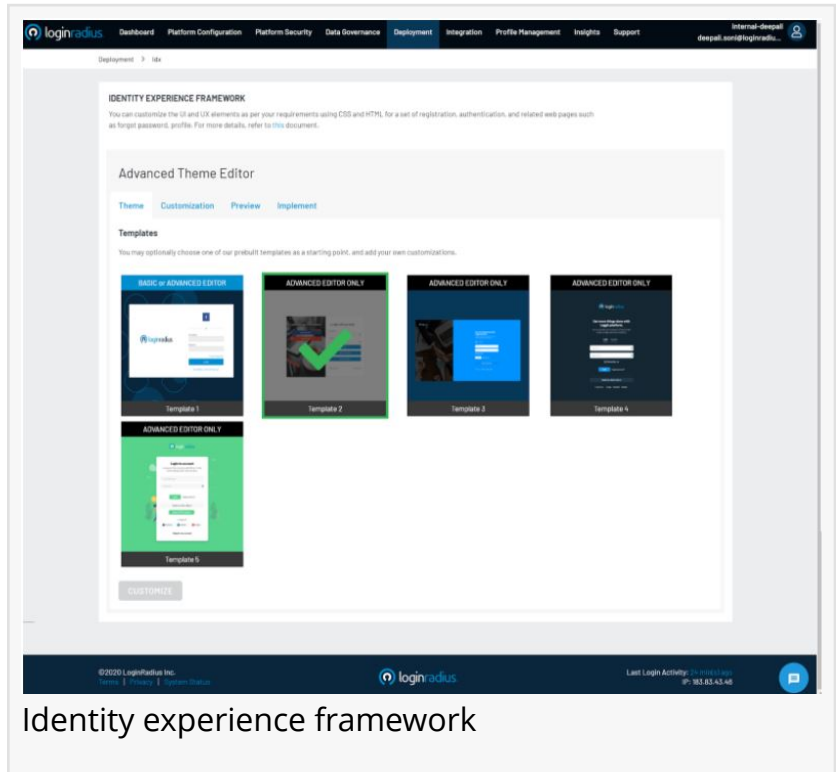 loginradius Dashboard Platform Configuration Platform Security Data Governance Deployment Integration Profile Management Insights Support internal-deepali
deepali.soni@loginradiu...
Deployment > Idx
IDENTITY EXPERIENCE FRAMEWORK
You can customize the UI and UX elements as per your requirements using CSS and HTML, for a set of registration, authentication, and related web pages such
as forgot password, profile. For more details, refer to this document.
Advanced Theme Editor
Theme Customization Preview Implement
Templates
You may optionally choose one of our prebuilt templates as a starting point, and add your own customizations.
BASIC or ADVANCED EDITOR ADVANCED EDITOR ONLY ADVANCED EDITOR ONLY ADVANCED EDITOR ONLY
loginradius
loginradius
Template 1 Template 2 Template 3 Template 4
ADVANCED EDITOR ONLY
Template 5
CUSTOMIZE
©2020 LoginRadius Inc.
Terms | Privacy | System Status
loginradius
Last Login Activity:
IP: 183.83.43.46
Identity experience framework